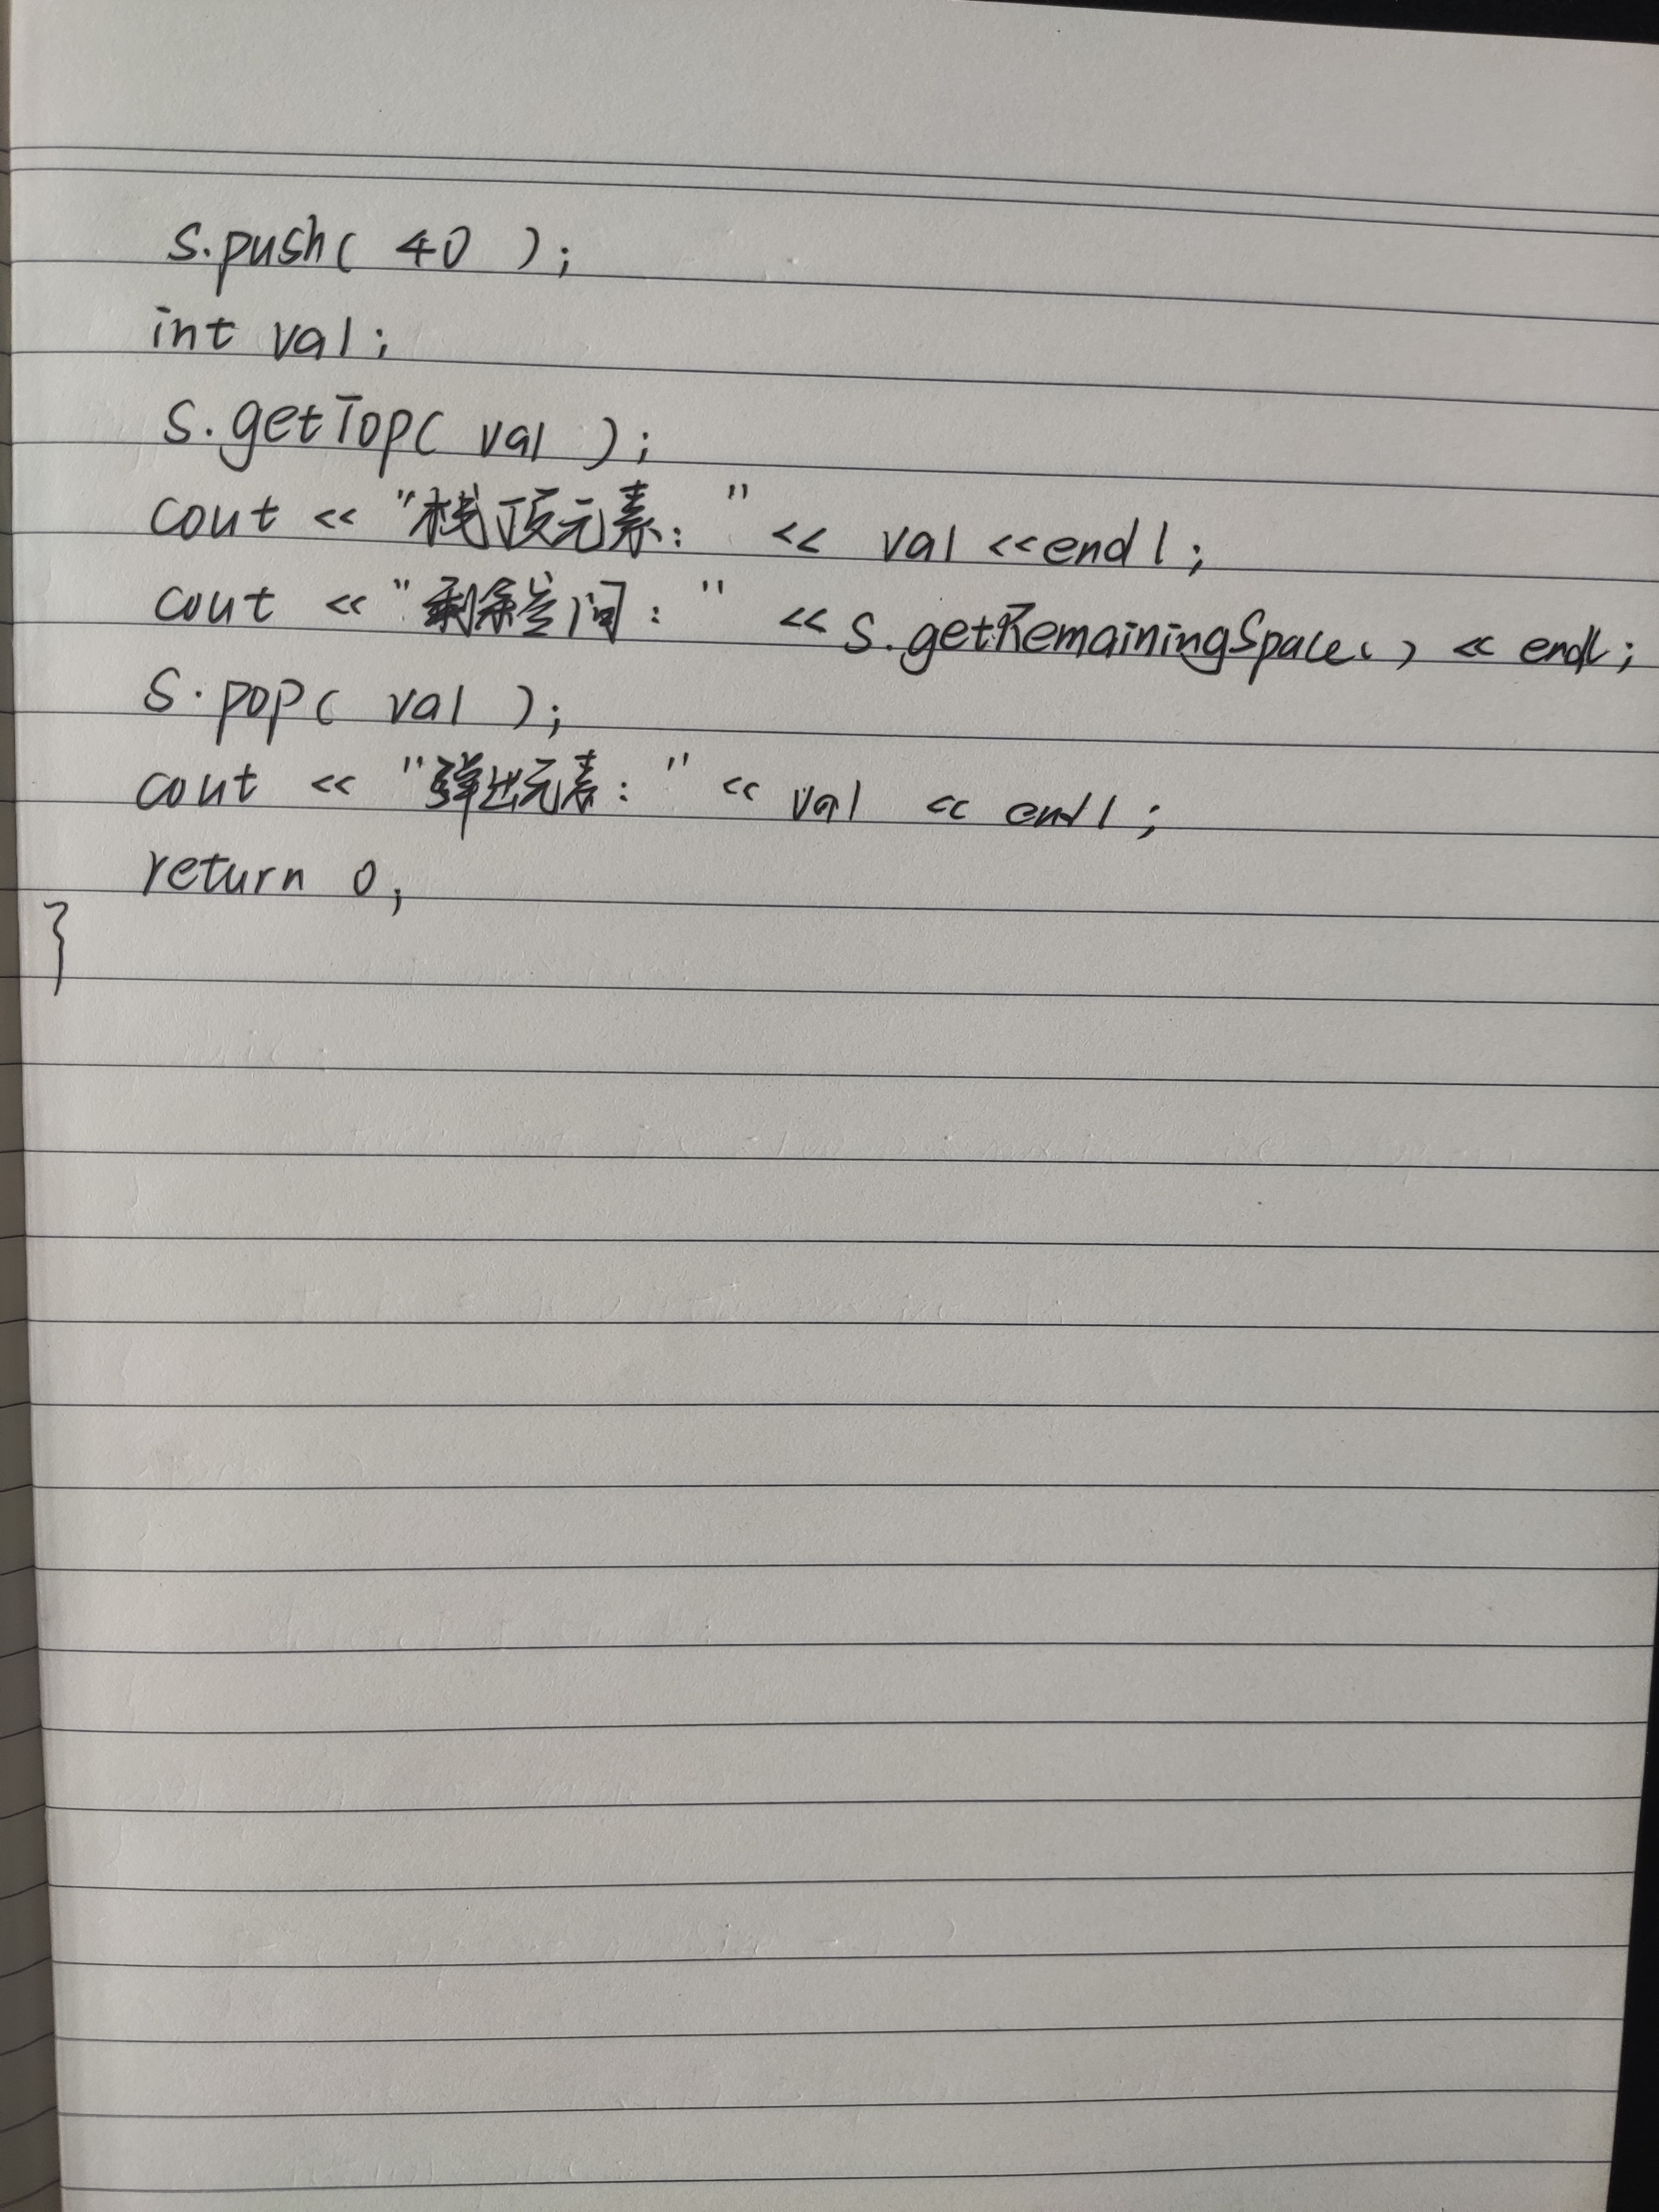 s.push( 40 );
int val;
s.getTop( val );
cout << "栈顶元素: " << val << endl;
cout << "剩余空间: " << s.getRemainingSpace() << endl;
s.pop( val );
cout << "弹出元素: " << val << endl;
return 0;
}